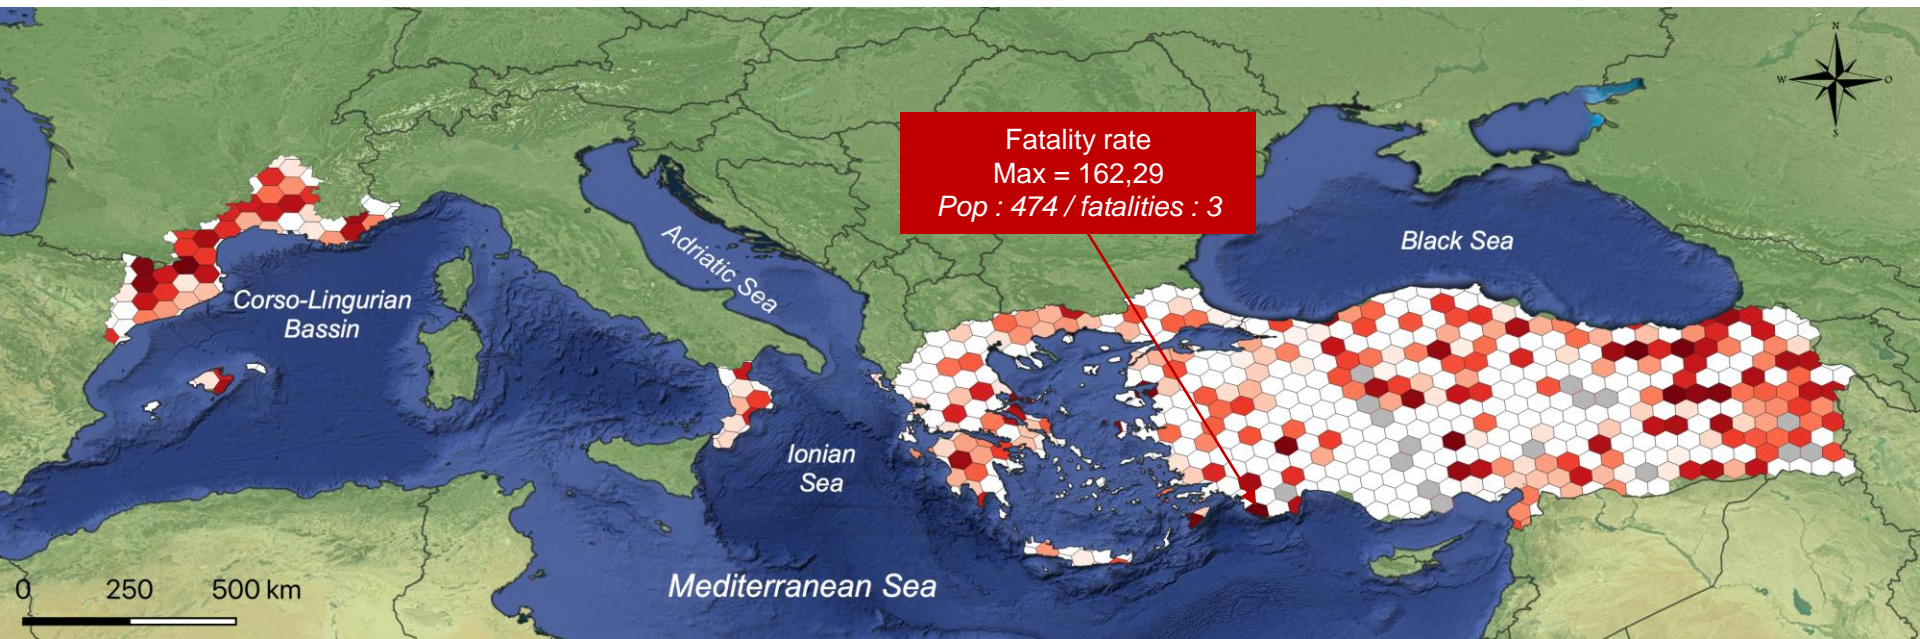 N
W
O
S
Fatality rate
Max = 162,29
Pop : 474 / fatalities : 3
Adriatic Sea
Black Sea
Corso-Lingurian
Bassin
Ionian
Sea
Mediterranean Sea
0 250 500 km